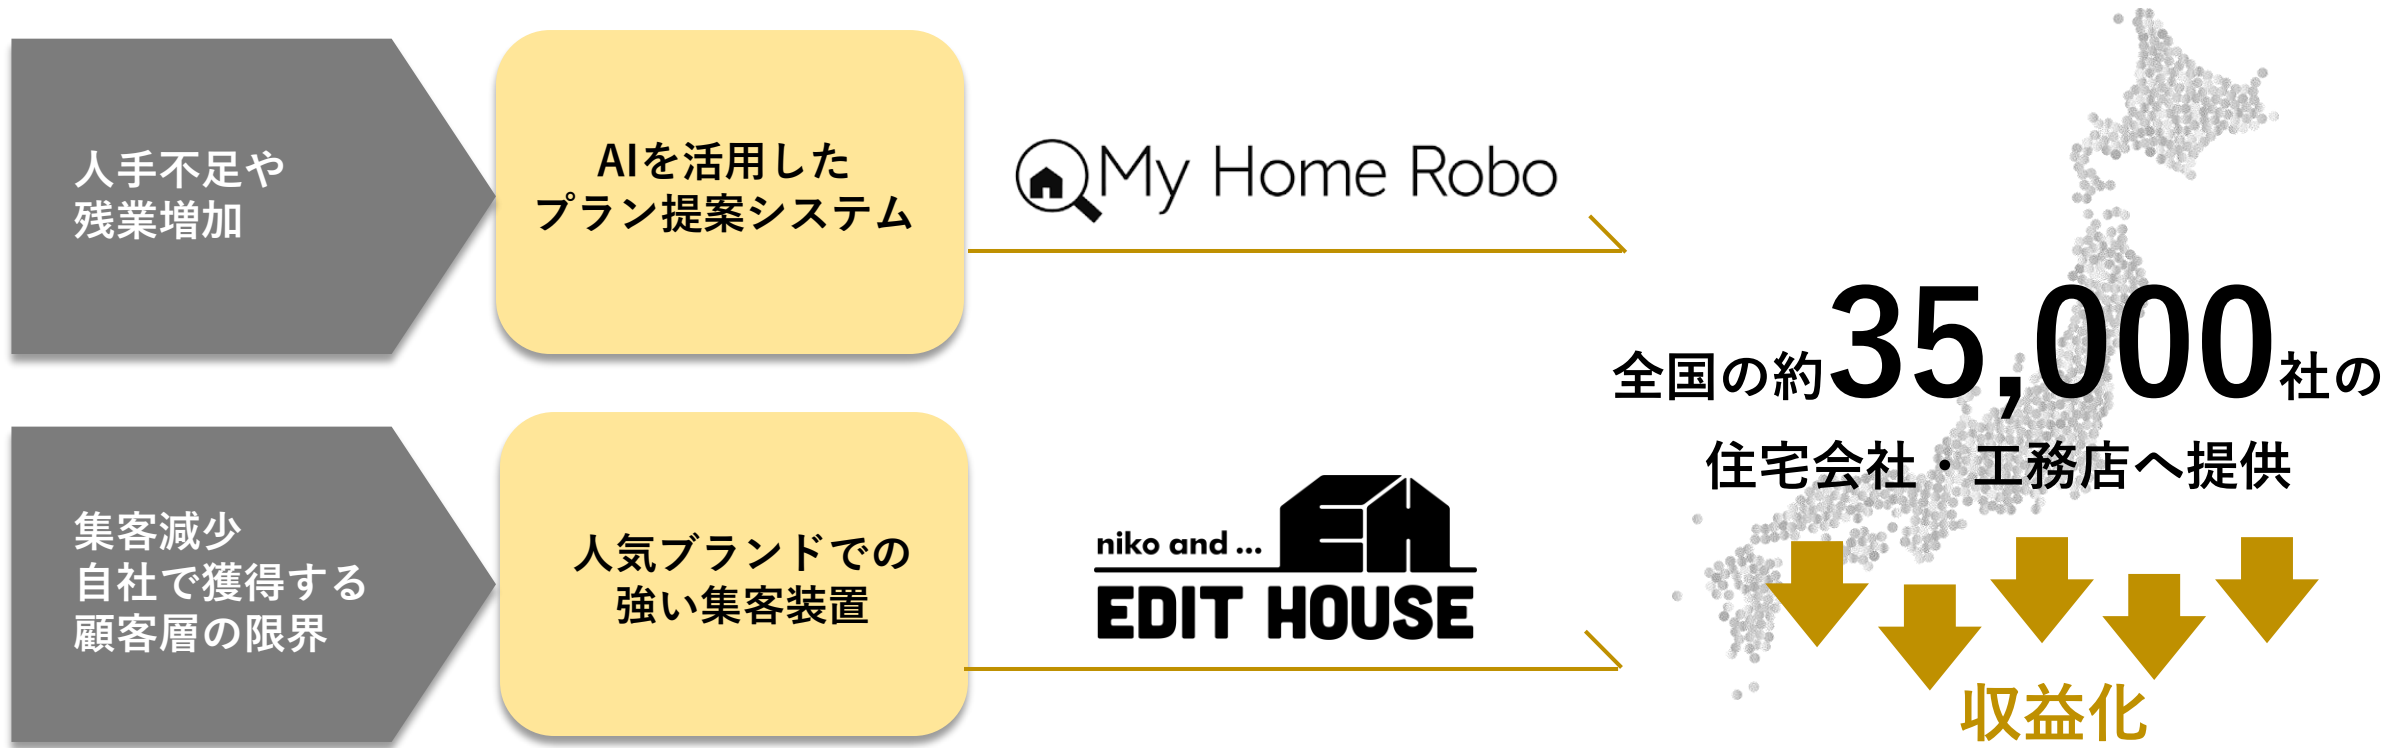 人手不足や
残業増加
AIを活用した
プラン提案システム
My Home Robo
集客減少
自社で獲得する
顧客層の限界
人気ブランドでの
強い集客装置
niko and ...
EDIT HOUSE
全国の約35,000社の
住宅会社・工務店へ提供
収益化